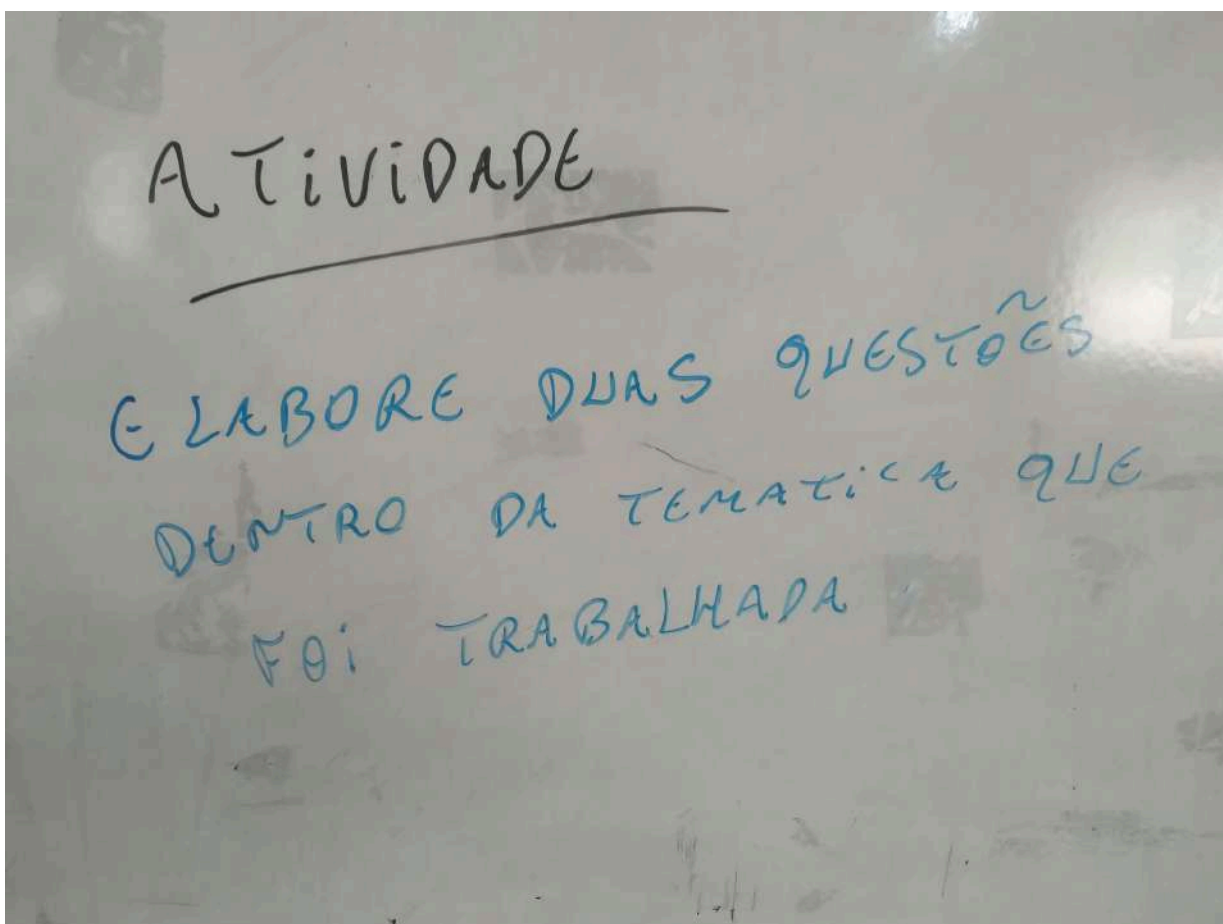 ATiViDADE
ELABORE DUAS QUESTÕES
DENTRO DA TEMATiCA QUE
FOi TRABALHADA